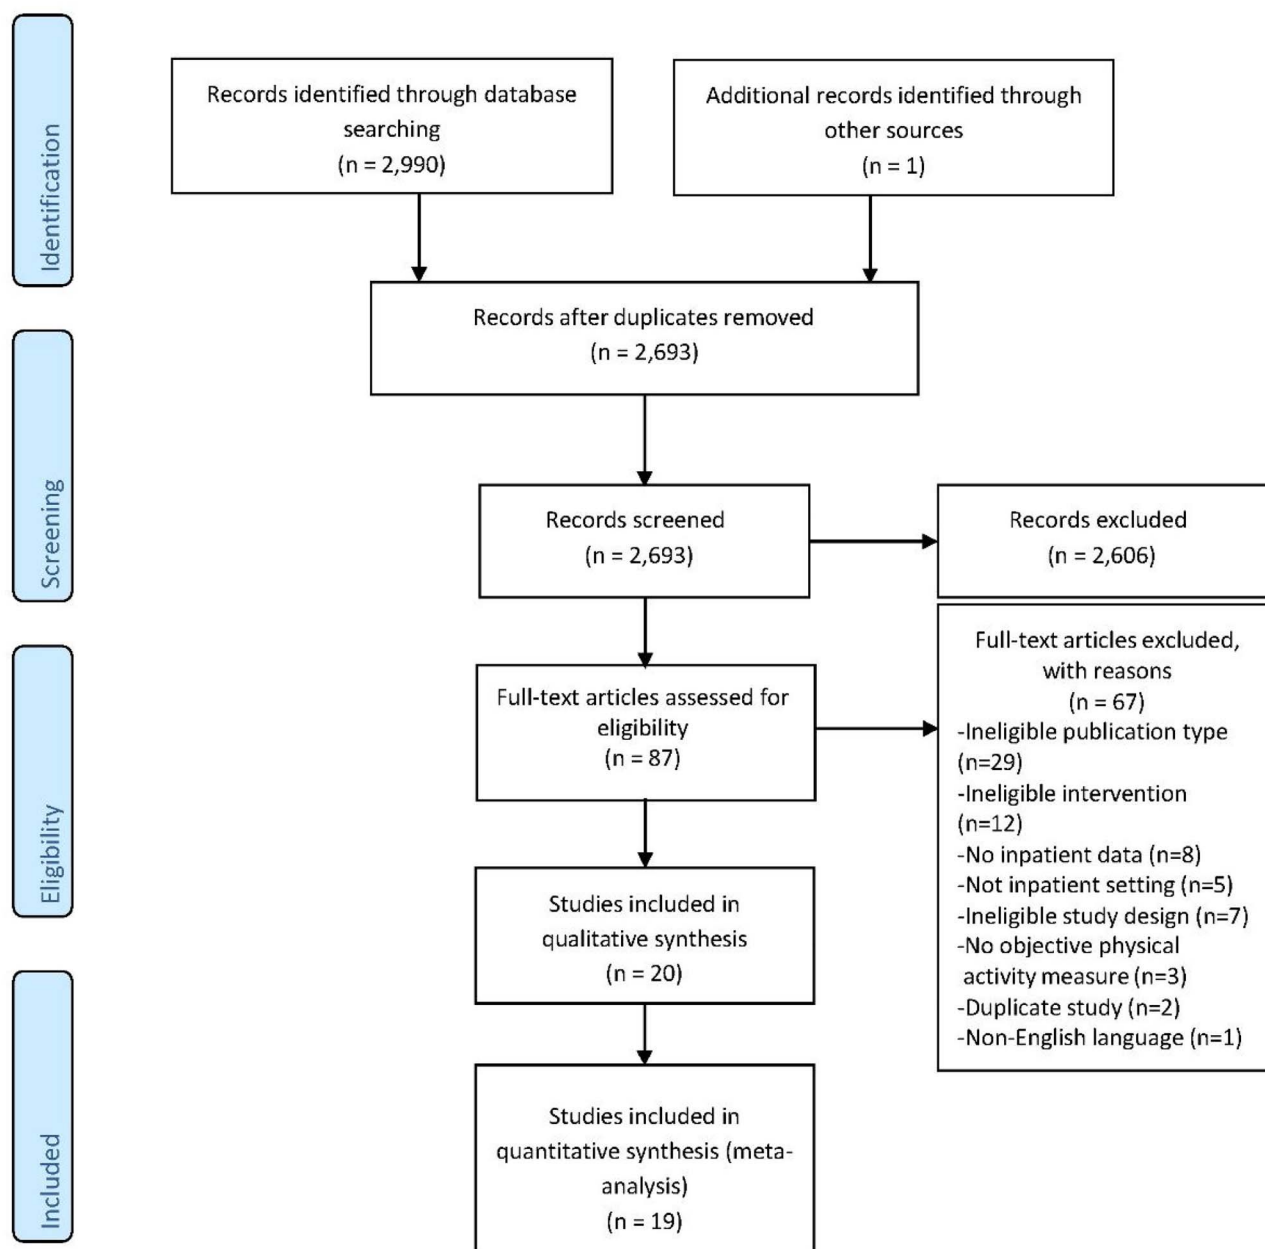 Identification
Records identified through database
searching
(n = 2,990)
Additional records identified through
other sources
(n = 1)
Records after duplicates removed
(n = 2,693)
Screening
Records screened
(n = 2,693)
Records excluded
(n = 2,606)
Eligibility
Full-text articles assessed for
eligibility
(n = 87)
Full-text articles excluded,
with reasons
(n = 67)
-Ineligible publication type
(n=29)
-Ineligible intervention
(n=12)
-No inpatient data (n=8)
-Not inpatient setting (n=5)
-Ineligible study design (n=7)
-No objective physical
activity measure (n=3)
-Duplicate study (n=2)
-Non-English language (n=1)
Studies included in
qualitative synthesis
(n = 20)
Included
Studies included in
quantitative synthesis (meta-
analysis)
(n = 19)